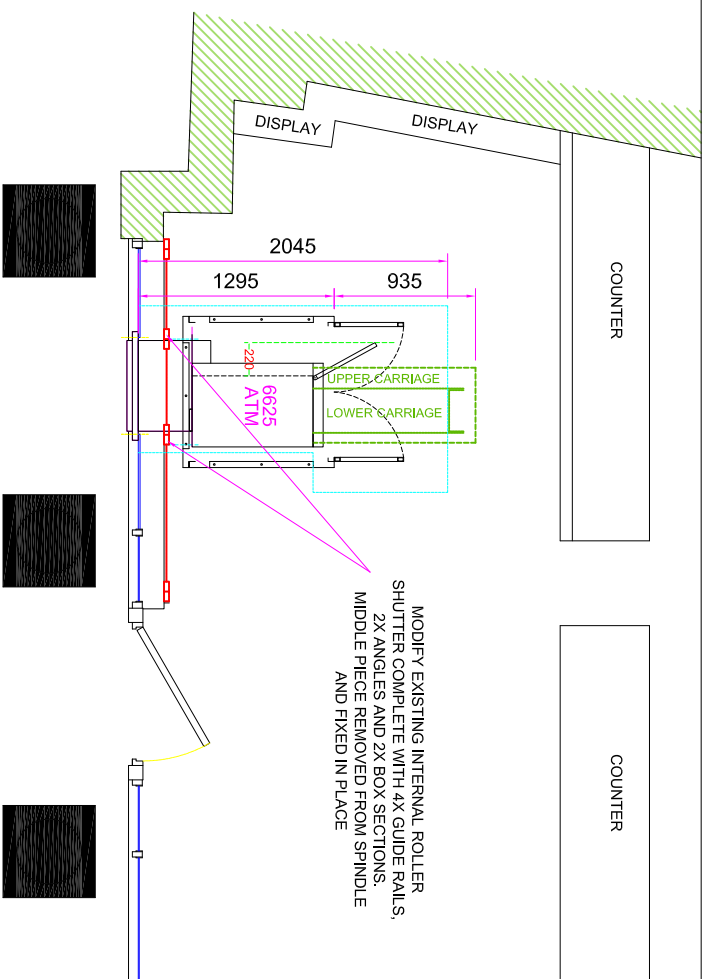 DISPLAY
DISPLAY
COUNTER
2045
1295
935
220
UPPER CARRIAGE
LOWER CARRIAGE
6625
ATM
MODIFY EXISTING INTERNAL ROLLER
SHUTTER COMPLETE WITH 4X GUIDE RAILS,
2X ANGLES AND 2X BOX SECTIONS.
MIDDLE PIECE REMOVED FROM SPINDLE
AND FIXED IN PLACE
COUNTER